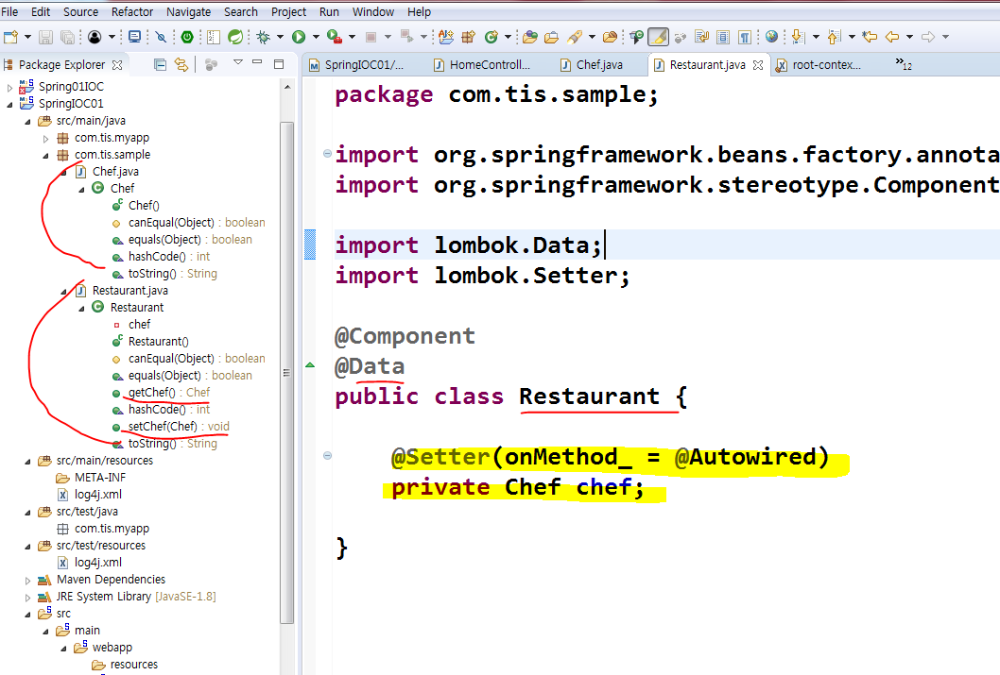 File Edit Source Refactor Navigate Search Project Run Window Help
Package Explorer
SpringIOC01/...
HomeControll...
Chef.java
Restaurant.java
root-contex...
12
Spring01IOC
SpringIOC01
src/main/java
com.tis.myapp
com.tis.sample
Chef.java
Chef
Chef()
canEqual(Object) : boolean
equals(Object) : boolean
hashCode() : int
toString() : String
Restaurant.java
Restaurant
chef
Restaurant()
canEqual(Object) : boolean
equals(Object) : boolean
getChef() : Chef
hashCode() : int
setChef(Chef) : void
toString() : String
src/main/resources
META-INF
log4j.xml
src/test/java
com.tis.myapp
src/test/resources
log4j.xml
Maven Dependencies
JRE System Library [JavaSE-1.8]
src
main
webapp
resources
package com.tis.sample;
import org.springframework.beans.factory.annota
import org.springframework.stereotype.Component
import lombok.Data;
import lombok.Setter;
@Component
@Data
public class Restaurant {
@Setter(onMethod_ = @Autowired)
private Chef chef;
}